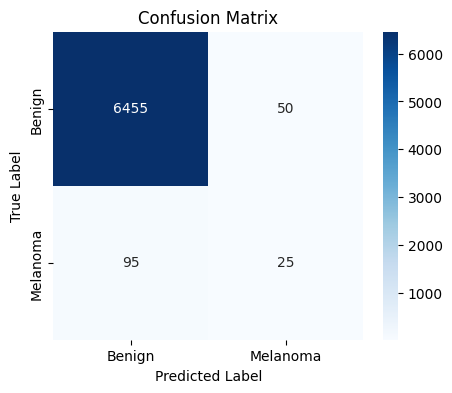 Confusion Matrix
True Label
Benign
Melanoma
6455
50
95
25
Benign
Melanoma
Predicted Label
6000
5000
4000
3000
2000
1000